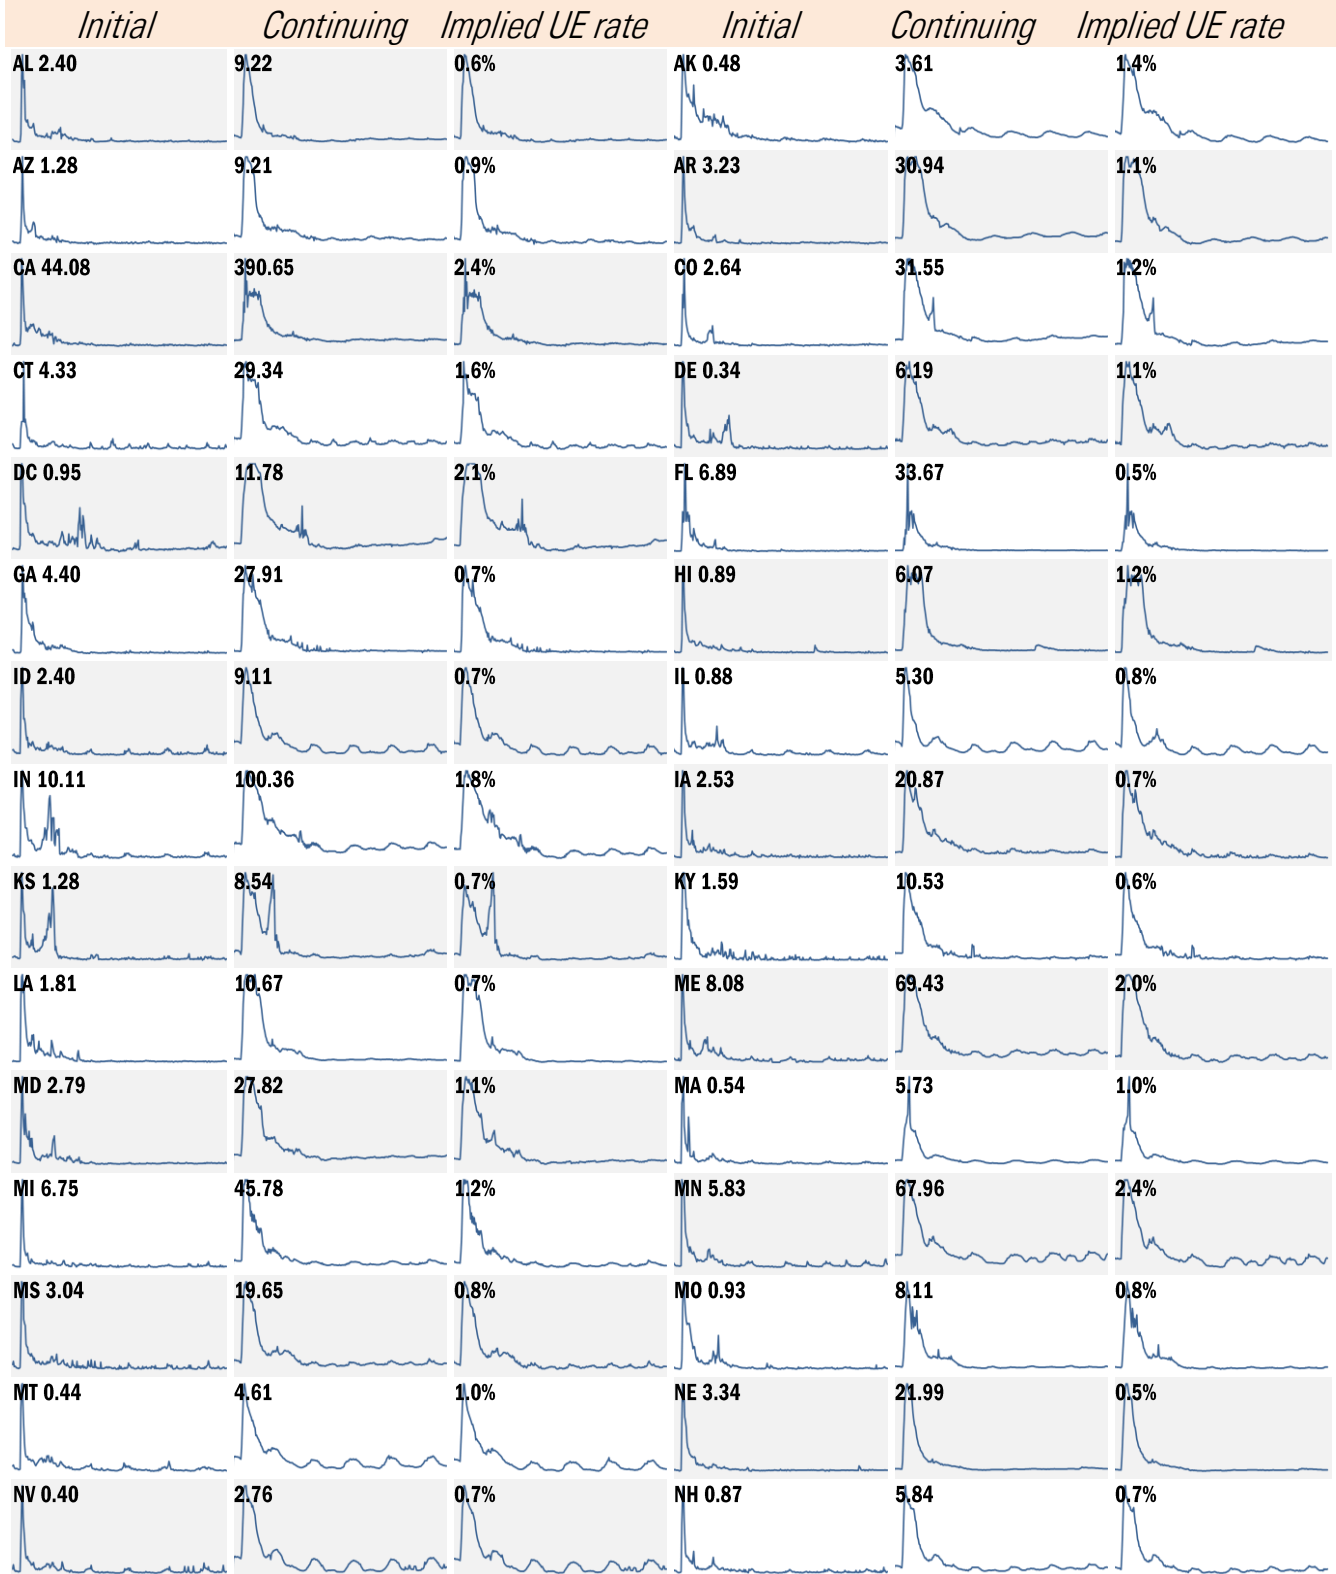 Initial Continuing Implied UE rate Initial Continuing Implied UE rate
AL 2.40 9.22 0.6% AK 0.48 3.61 1.4%
AZ 1.28 9.21 0.9% AR 3.23 30.94 1.1%
CA 44.08 390.65 2.4% CO 2.64 31.55 1.2%
CT 4.33 29.34 1.6% DE 0.34 6.19 1.1%
DC 0.95 11.78 2.1% FL 6.89 33.67 0.5%
GA 4.40 27.91 0.7% HI 0.89 6.07 1.2%
ID 2.40 9.11 0.7% IL 0.88 5.30 0.8%
IN 10.11 100.36 1.8% IA 2.53 20.87 0.7%
KS 1.28 8.54 0.7% KY 1.59 10.53 0.6%
LA 1.81 10.67 0.7% ME 8.08 69.43 2.0%
MD 2.79 27.82 1.1% MA 0.54 5.73 1.0%
MI 6.75 45.78 1.2% MN 5.83 67.96 2.4%
MS 3.04 19.65 0.8% MO 0.93 8.11 0.8%
MT 0.44 4.61 1.0% NE 3.34 21.99 0.5%
NV 0.40 2.76 0.7% NH 0.87 5.84 0.7%